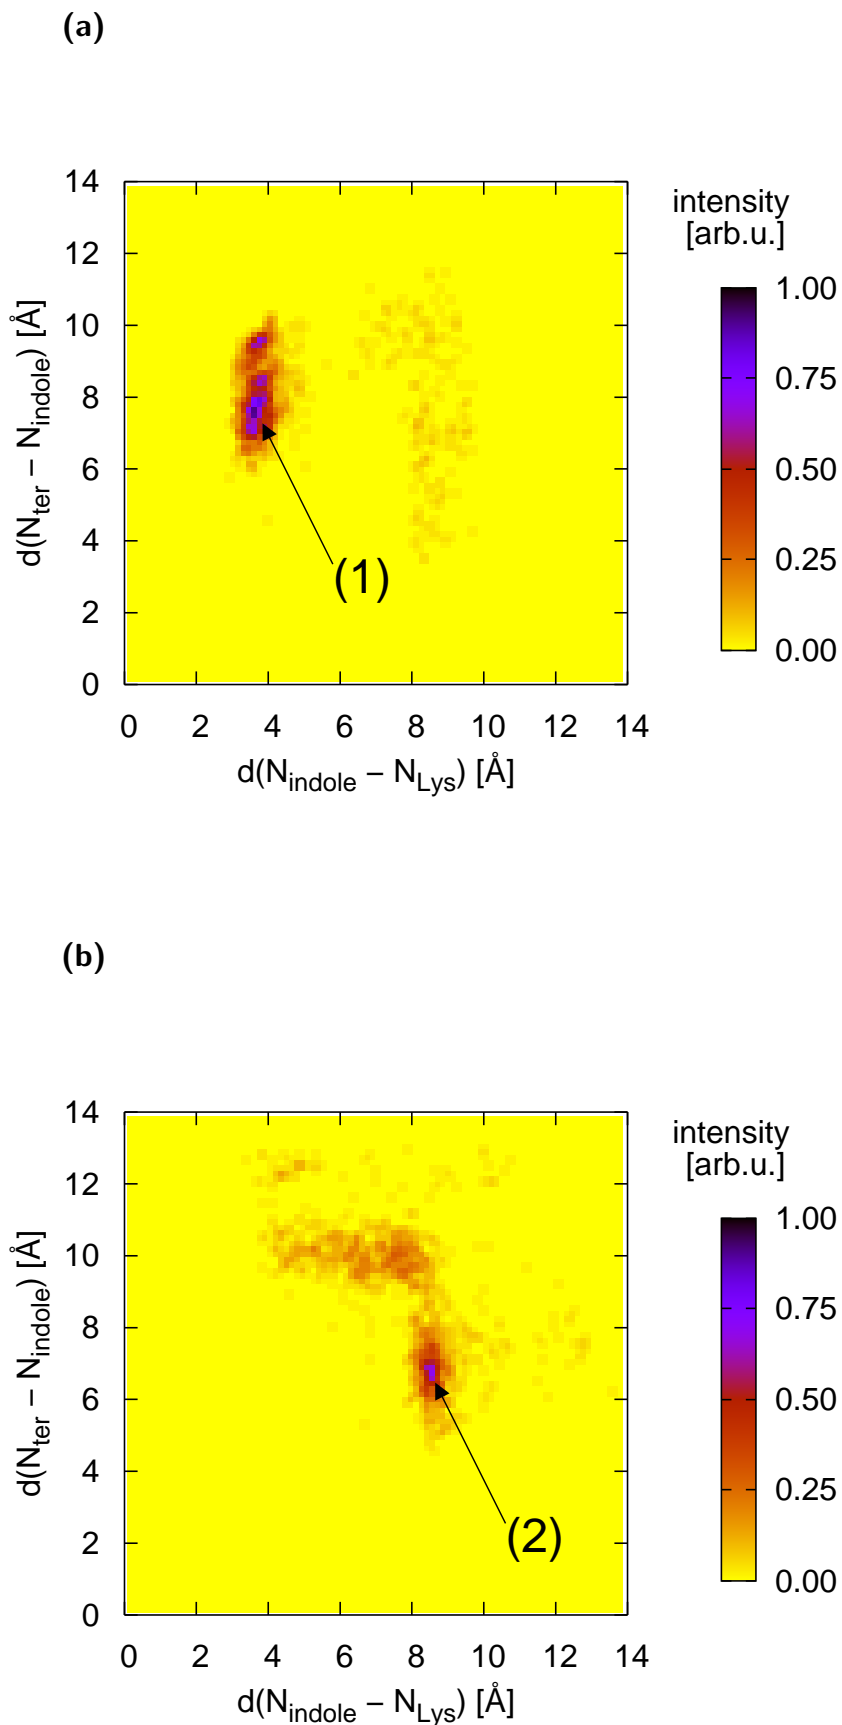 (a)
intensity
[arb.u.]
14
12
10
8
6
4
2
0
d(Nter − Nindole) [Å]
(1)
1.00
0.75
0.50
0.25
0.00
0 2 4 6 8 10 12 14
d(Nindole − NLys) [Å]
(b)
intensity
[arb.u.]
14
12
10
8
6
4
2
0
d(Nter − Nindole) [Å]
(2)
1.00
0.75
0.50
0.25
0.00
0 2 4 6 8 10 12 14
d(Nindole − NLys) [Å]